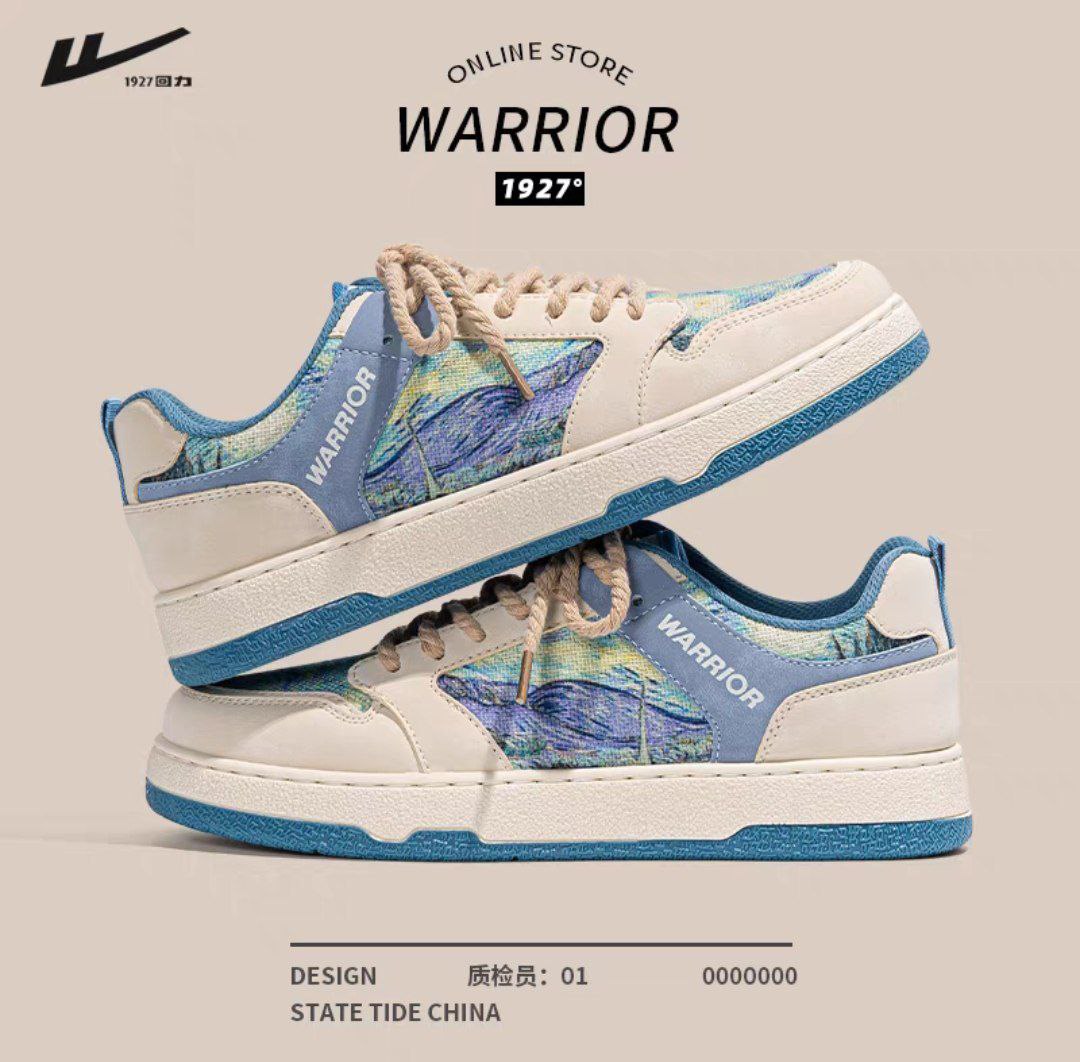 1927回力
ONLINE STORE
WARRIOR
1927°
WARRIOR
WARRIOR
DESIGN 质检员：01 0000000
STATE TIDE CHINA